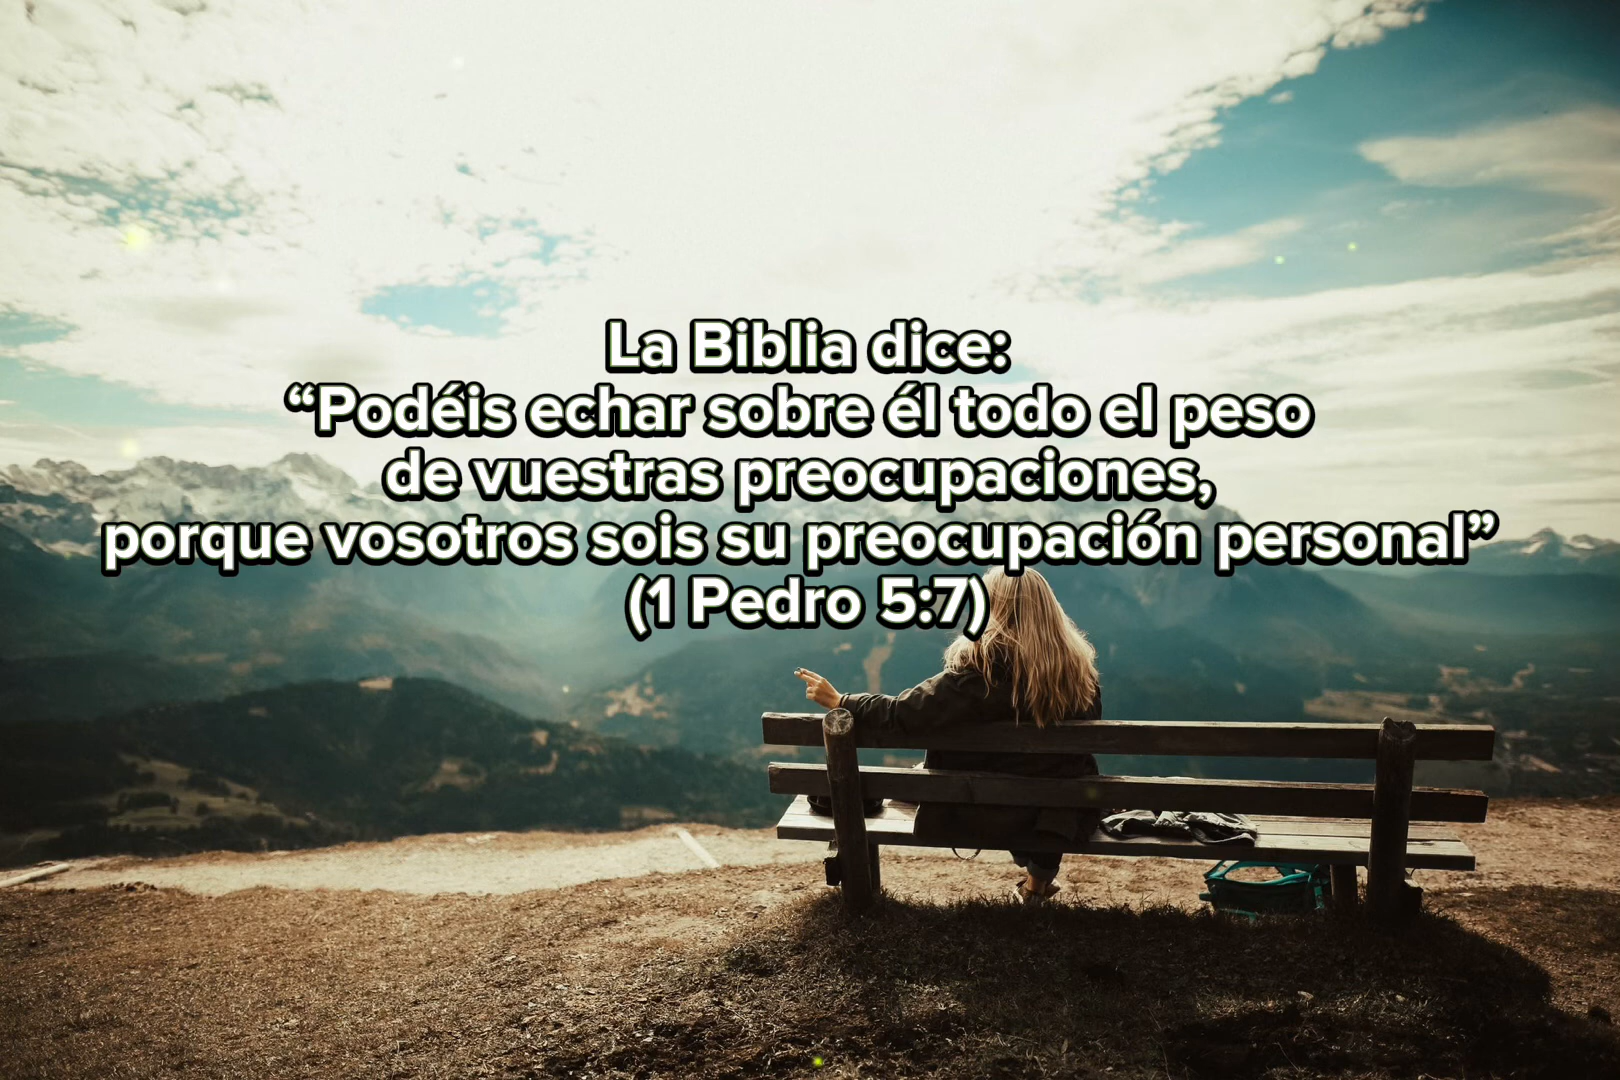 La Biblia dice:
“Podéis echar sobre él todo el peso
de vuestras preocupaciones,
porque vosotros sois su preocupación personal”
(1 Pedro 5:7)